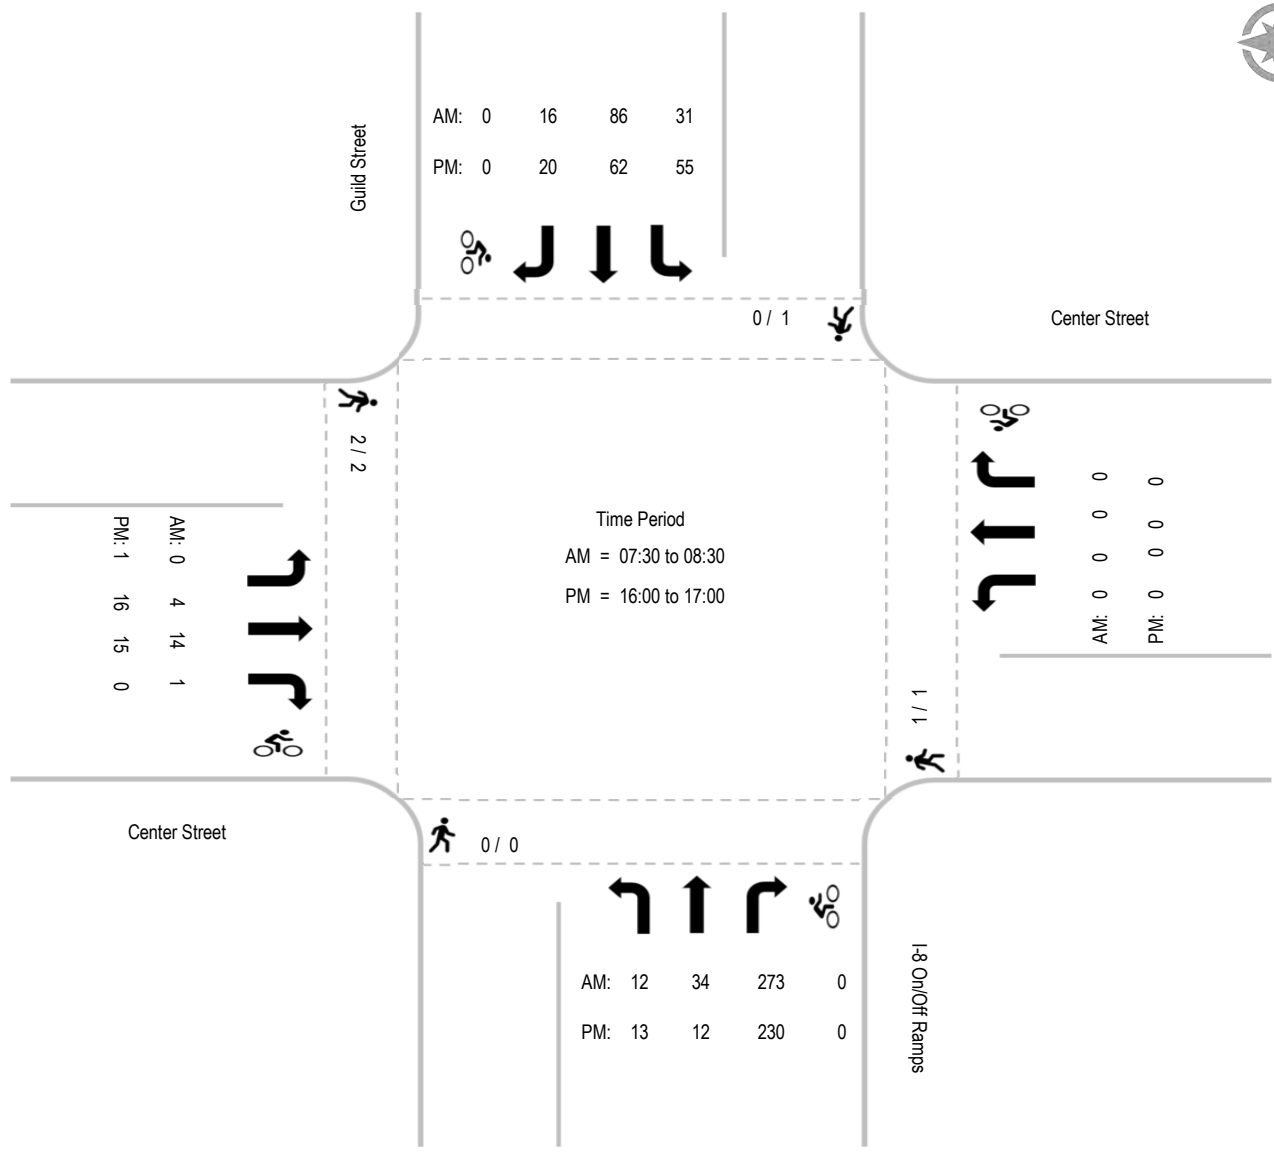 AM: 0 16 86 31
PM: 0 20 62 55
Guild Street
0 / 1
Center Street
2 / 2
Time Period
AM = 07:30 to 08:30
PM = 16:00 to 17:00
AM: 0 4 14 1
PM: 1 16 15 0
AM: 0 0 0 0
PM: 0 0 0 0
1 / 1
Center Street
0 / 0
AM: 12 34 273 0
PM: 13 12 230 0
I-8 On/Off Ramps